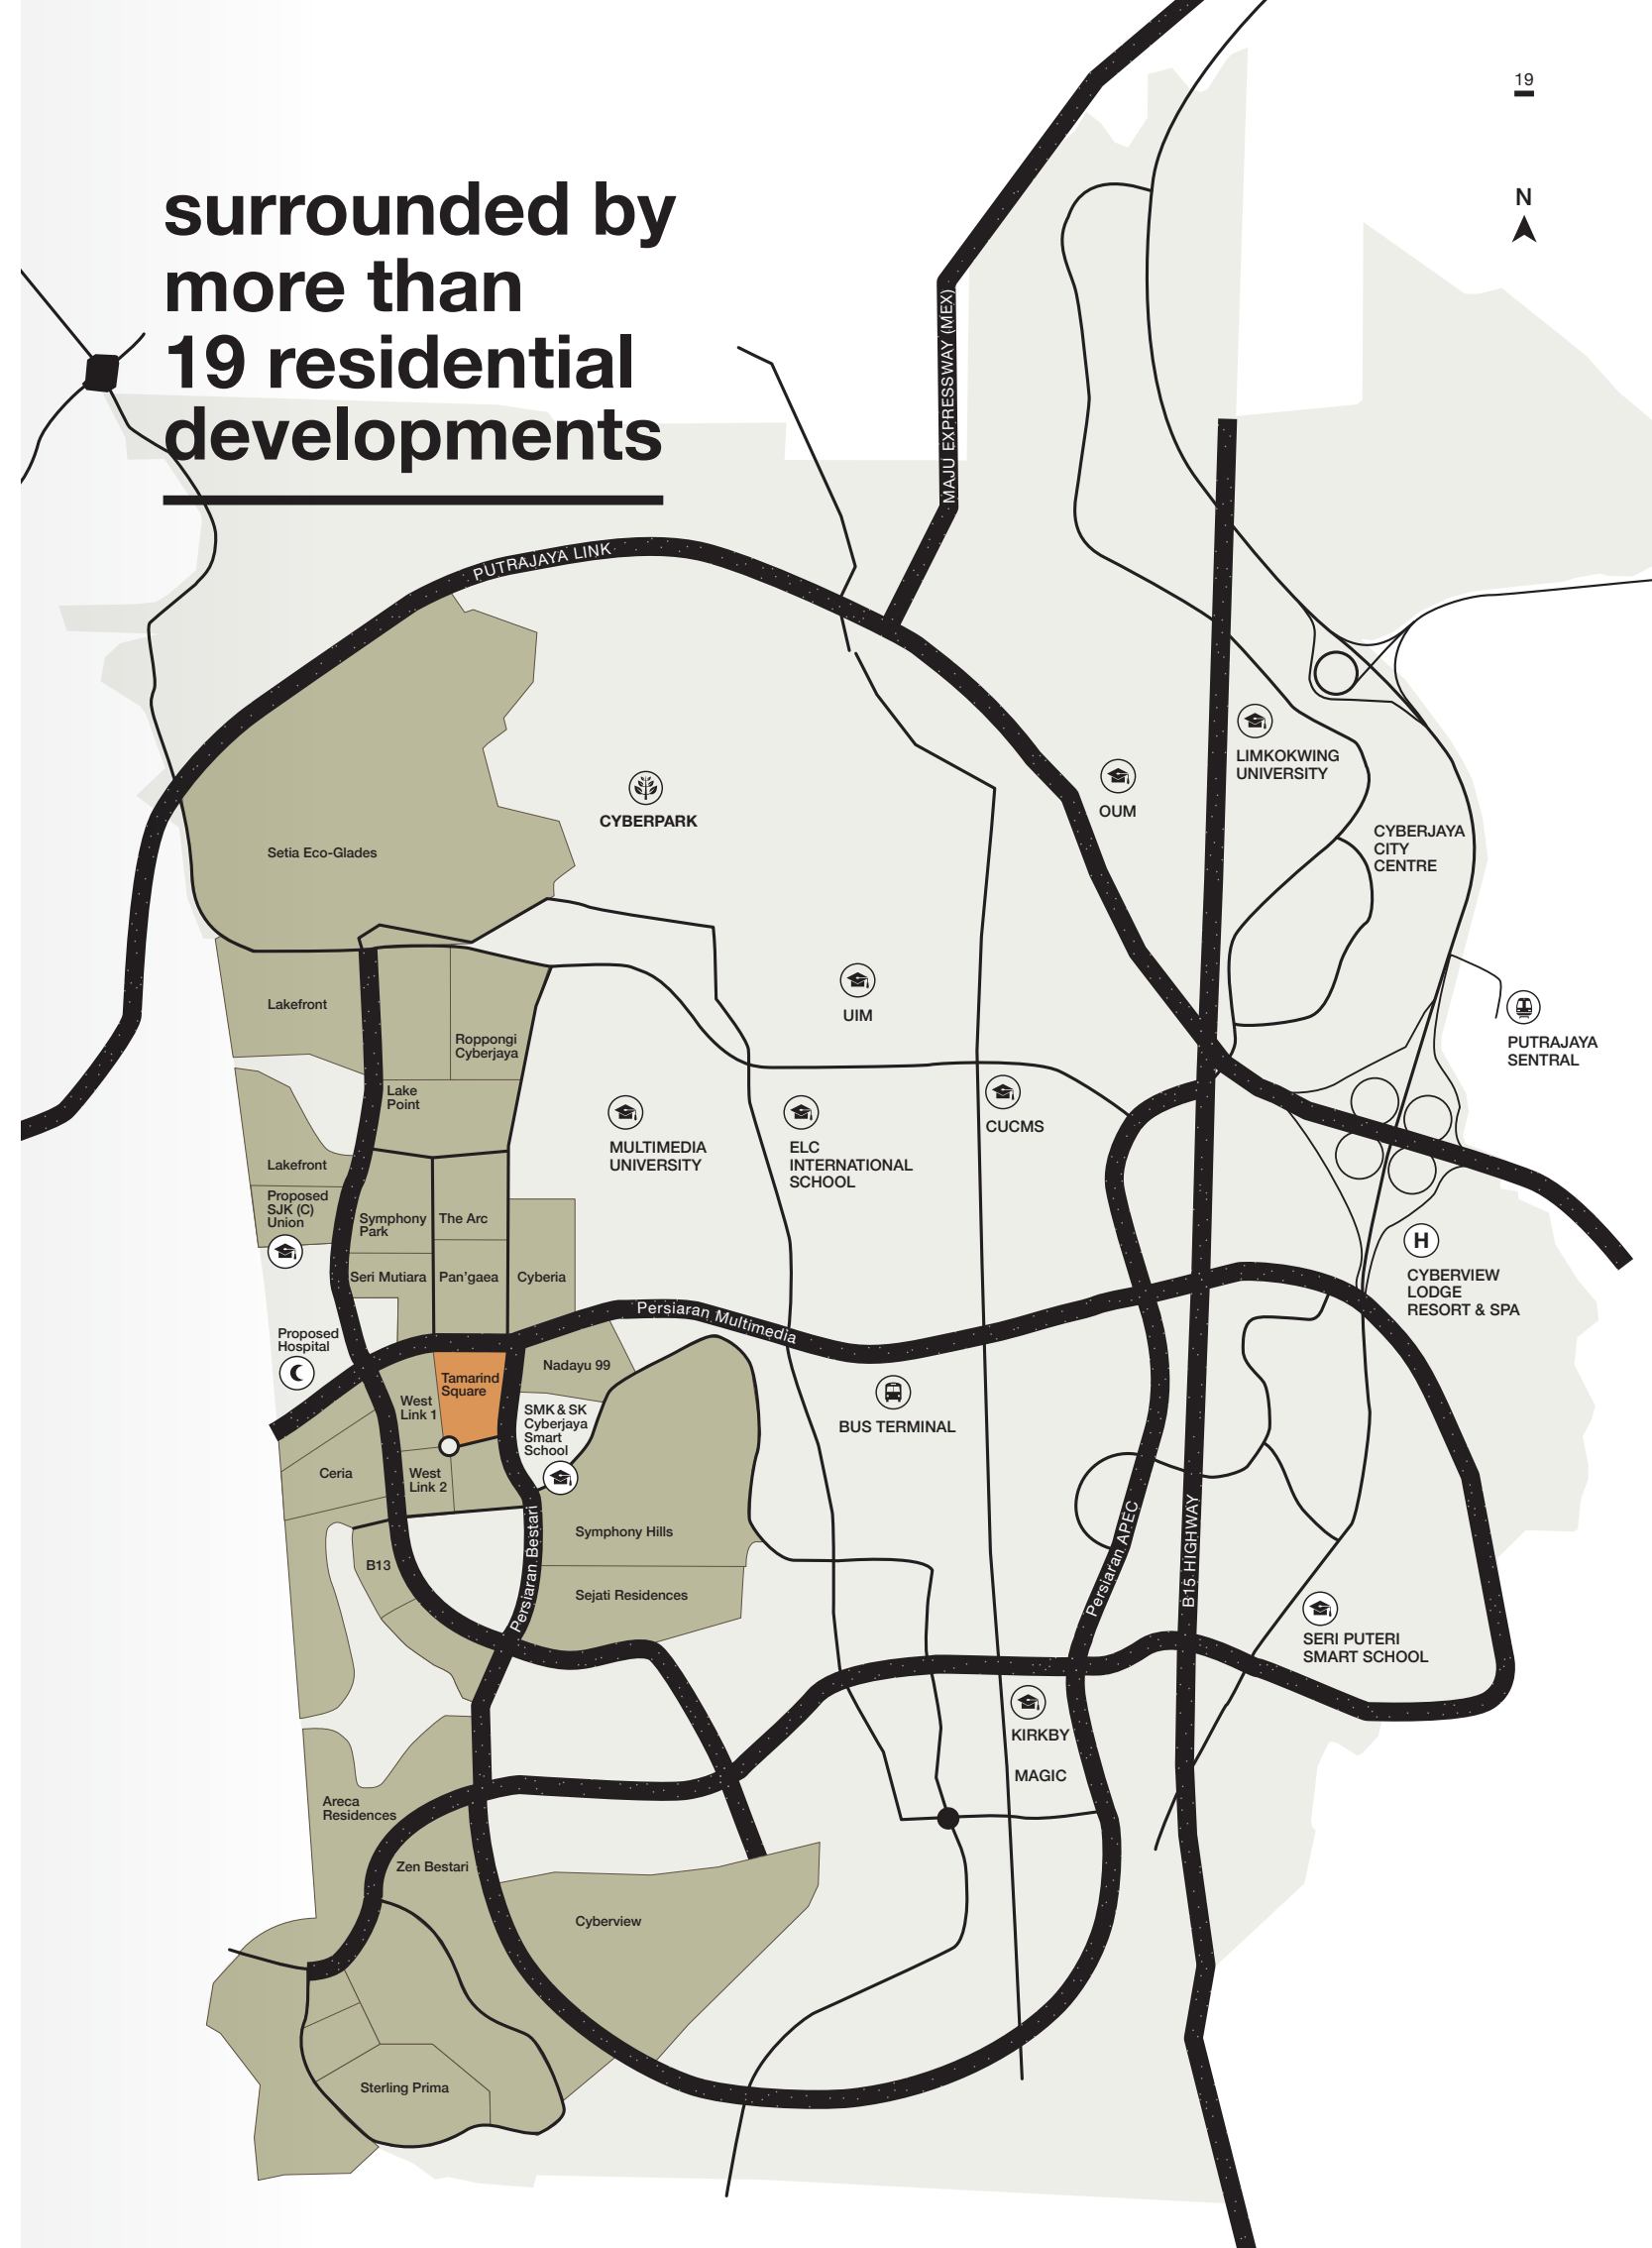 19
N
surrounded by
more than
19 residential
developments
MAJU EXPRESSWAY (MEX)
PUTRAJAYA LINK
LIMKOKWING
UNIVERSITY
OUM
CYBERPARK
CYBERJAYA
CITY
CENTRE
Setia Eco-Glades
Lakefront
UIM
Roppongi
Cyberjaya
PUTRAJAYA
SENTRAL
Lake
Point
CUCMS
MULTIMEDIA
UNIVERSITY
ELC
INTERNATIONAL
SCHOOL
Lakefront
Proposed
SJK (C)
Union
Symphony
Park
The Arc
Seri Mutiara
Pan'gaea
Cyberia
H
CYBERVIEW
LODGE
RESORT & SPA
Persiaran Multimedia
Proposed
Hospital
Nadayu 99
Tamarind
Square
West
Link 1
SMK & SK
Cyberjaya
Smart
School
BUS TERMINAL
Ceria
West
Link 2
Symphony Hills
B13
Sejati Residences
Persiaran Bestari
Persiaran APEC
B15 HIGHWAY
SERI PUTERI
SMART SCHOOL
KIRKBY
MAGIC
Areca
Residences
Zen Bestari
Cyberview
Sterling Prima